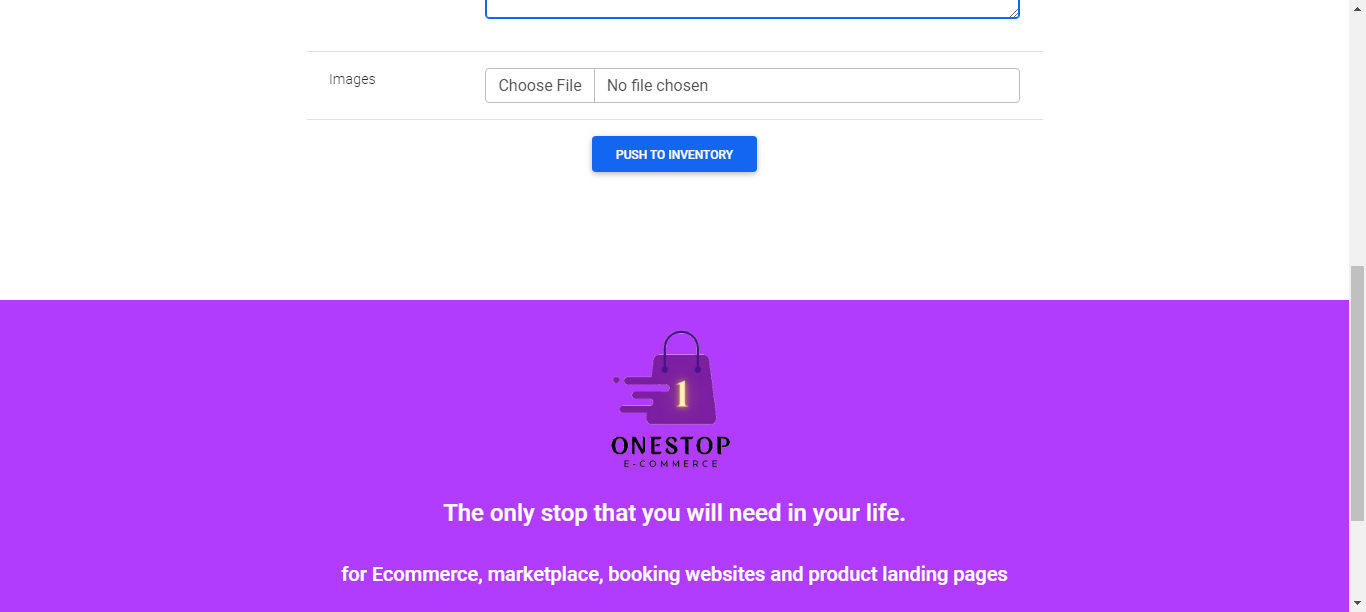 Images
Choose File No file chosen
PUSH TO INVENTORY
1
ONESTOP
E-COMMERCE
The only stop that you will need in your life.
for Ecommerce, marketplace, booking websites and product landing pages